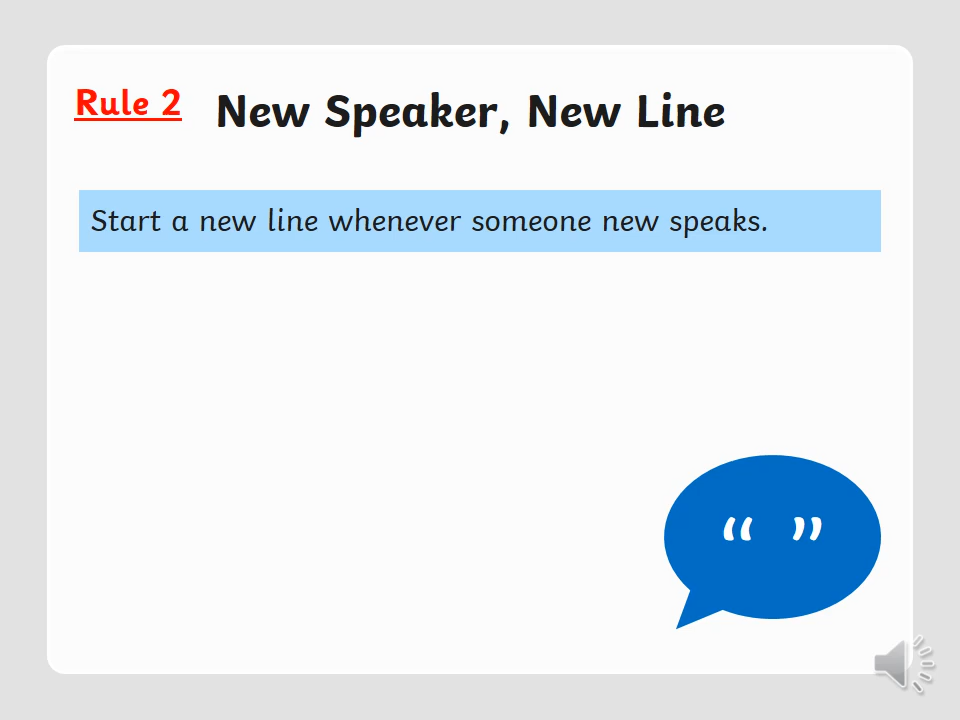 Rule 2 New Speaker, New Line
Start a new line whenever someone new speaks.
“ ”